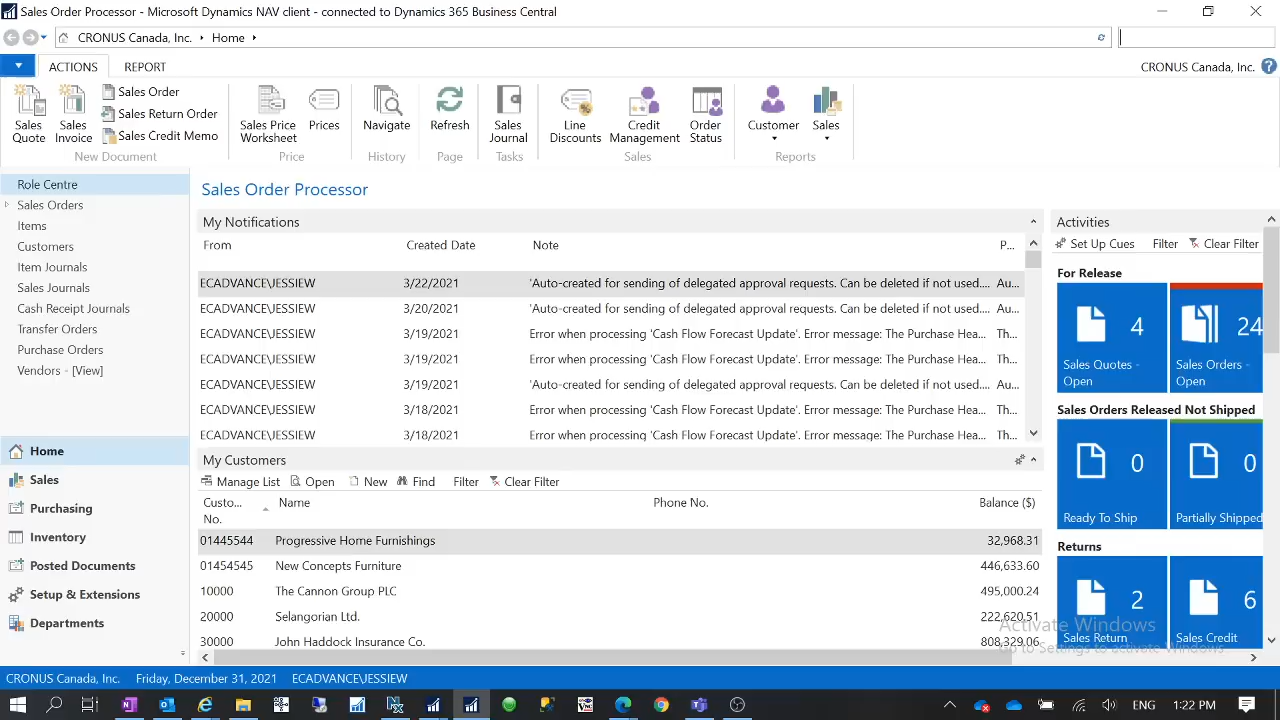 Sales Order Processor - Microsoft Dynamics NAV client - connected to Dynamics 365 Business Central
CRONUS Canada, Inc. Home
ACTIONS REPORT CRONUS Canada, Inc.
Sales Quote
Sales Invoice
Sales Order
Sales Return Order
Sales Credit Memo
New Document
Sales Price Worksheet
Prices
Price
Navigate
History
Refresh
Page
Sales Journal
Tasks
Line Discounts
Credit Management
Order Status
Sales
Customer
Sales
Reports
Role Centre
Sales Orders
Items
Customers
Item Journals
Sales Journals
Cash Receipt Journals
Transfer Orders
Purchase Orders
Vendors - [View]
Home
Sales
Purchasing
Inventory
Posted Documents
Setup & Extensions
Departments
Sales Order Processor
My Notifications
From Created Date Note P...
ECADVANCE\JESSIEW 3/22/2021 'Auto-created for sending of delegated approval requests. Can be deleted if not used.... Au...
ECADVANCE\JESSIEW 3/20/2021 'Auto-created for sending of delegated approval requests. Can be deleted if not used.... Au...
ECADVANCE\JESSIEW 3/19/2021 Error when processing 'Cash Flow Forecast Update'. Error message: The Purchase Hea... Th...
ECADVANCE\JESSIEW 3/19/2021 Error when processing 'Cash Flow Forecast Update'. Error message: The Purchase Hea... Th...
ECADVANCE\JESSIEW 3/19/2021 'Auto-created for sending of delegated approval requests. Can be deleted if not used.... Au...
ECADVANCE\JESSIEW 3/18/2021 Error when processing 'Cash Flow Forecast Update'. Error message: The Purchase Hea... Th...
ECADVANCE\JESSIEW 3/18/2021 Error when processing 'Cash Flow Forecast Update'. Error message: The Purchase Hea... Th...
My Customers
Manage List Open New Find Filter Clear Filter
Custo... No. Name Phone No. Balance ($)
01445544 Progressive Home Furnishings 32,968.31
01454545 New Concepts Furniture 446,633.60
10000 The Cannon Group PLC 495,000.24
20000 Selangorian Ltd. 222,620.51
30000 John Haddock Insurance Co. 808,329.06
Activities
Set Up Cues Filter Clear Filter
For Release
4 Sales Quotes - Open
24 Sales Orders - Open
Sales Orders Released Not Shipped
0 Ready To Ship
0 Partially Shipped
Returns
2 Sales Return
6 Sales Credit
Activate Windows
Go to Settings to activate Windows.
CRONUS Canada, Inc. Friday, December 31, 2021 ECADVANCE\JESSIEW
ENG 1:22 PM